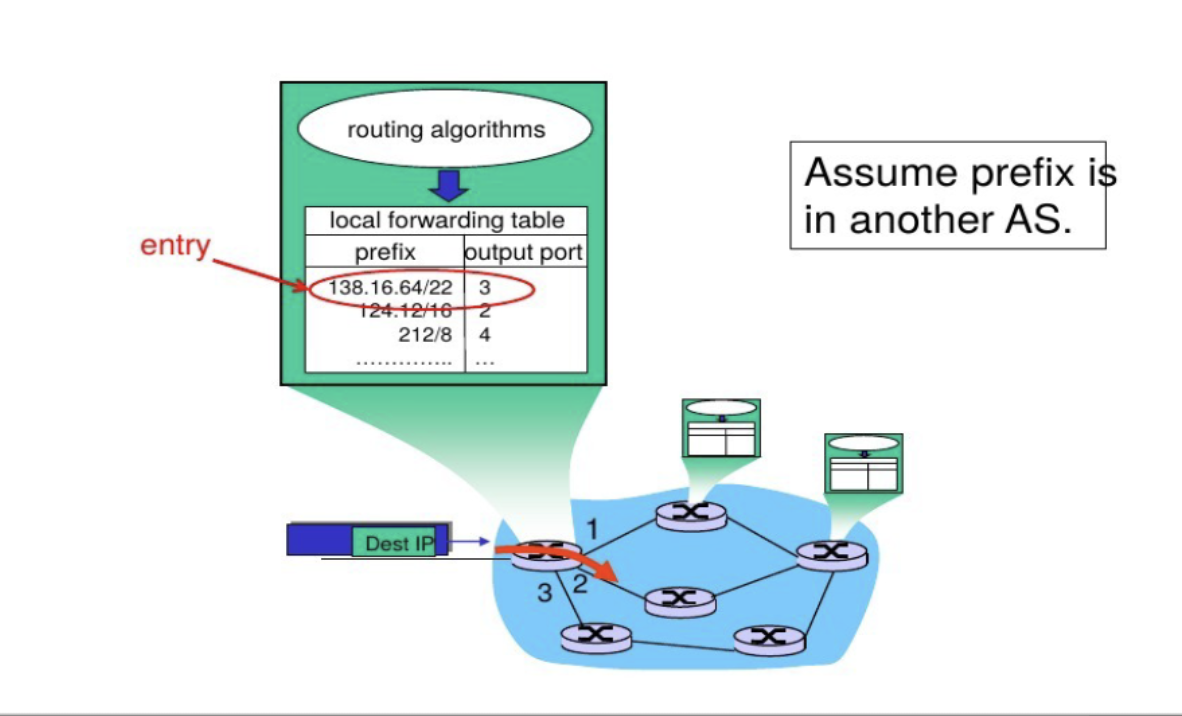 routing algorithms
local forwarding table
prefix output port
entry
138.16.64/22 3
124.12/16 2
212/8 4
.............. ...
Assume prefix is
in another AS.
Dest IP
1
2
3